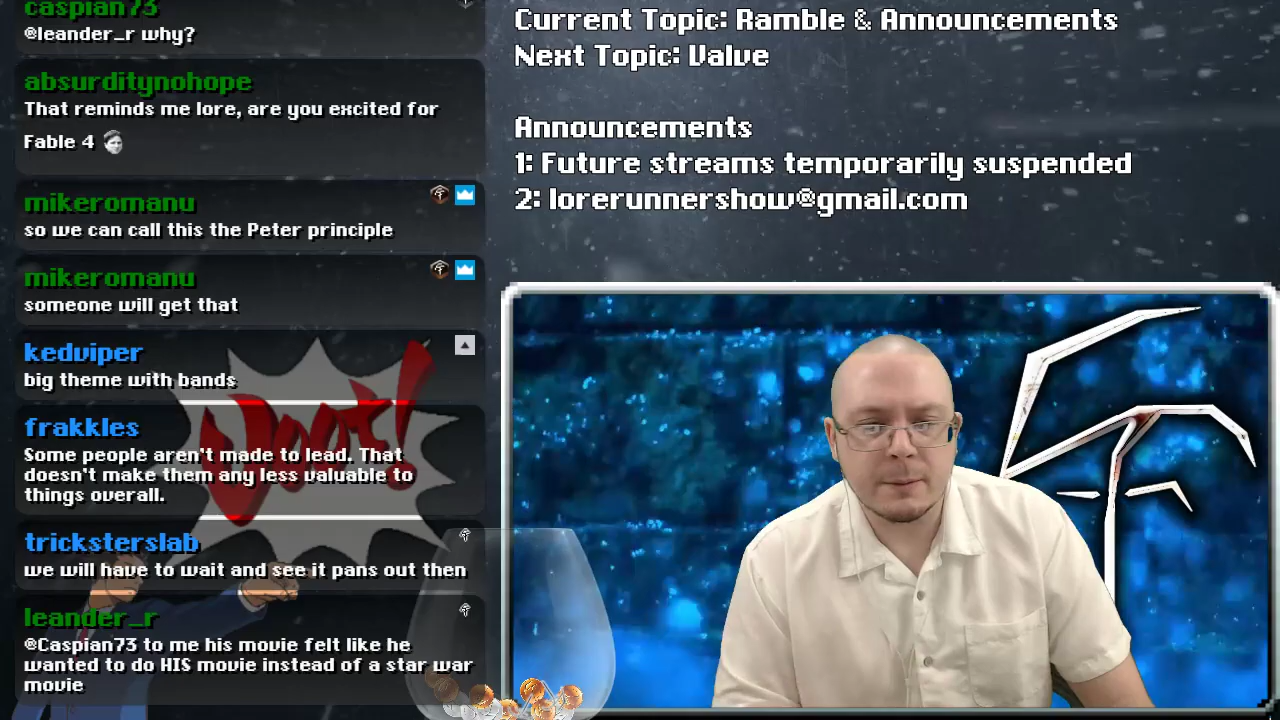 caspian73
@leander_r why?
absurditynohope
That reminds me lore, are you excited for
Fable 4
mikeromanu
so we can call this the Peter principle
mikeromanu
someone will get that
kedviper
big theme with bands
frakkles
Some people aren't made to lead. That
doesn't make them any less valuable to
things overall.
tricksterslab
we will have to wait and see it pans out then
leander_r
@Caspian73 to me his movie felt like he
wanted to do HIS movie instead of a star war
movie
Woot!
Current Topic: Ramble & Announcements
Next Topic: Valve
Announcements
1: Future streams temporarily suspended
2: lorerunnershow@gmail.com